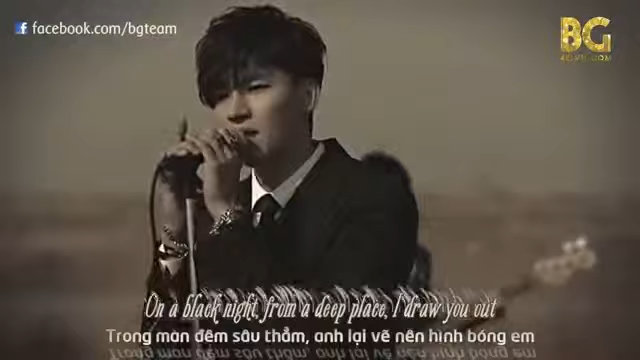 facebook.com/bgteam
BG
On a black night, from a deep place, I draw you out
Trong màn đêm sâu thẳm, anh lại vẽ nên hình bóng em